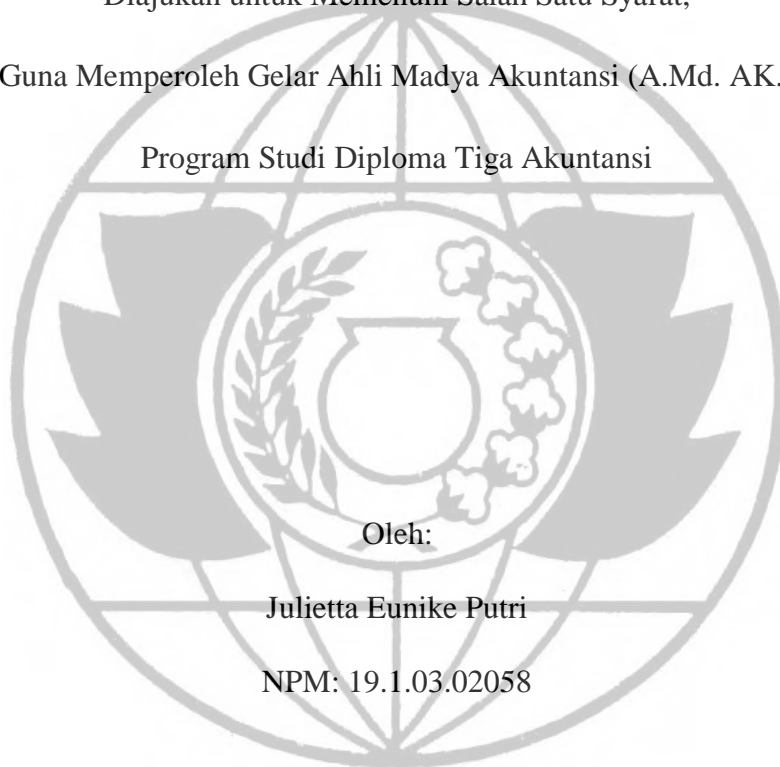 Diajukan untuk Memenuhi Salah Satu Syarat,
Guna Memperoleh Gelar Ahli Madya Akuntansi (A.Md. AK.
Program Studi Diploma Tiga Akuntansi
Oleh:
Julietta Eunike Putri
NPM: 19.1.03.02058